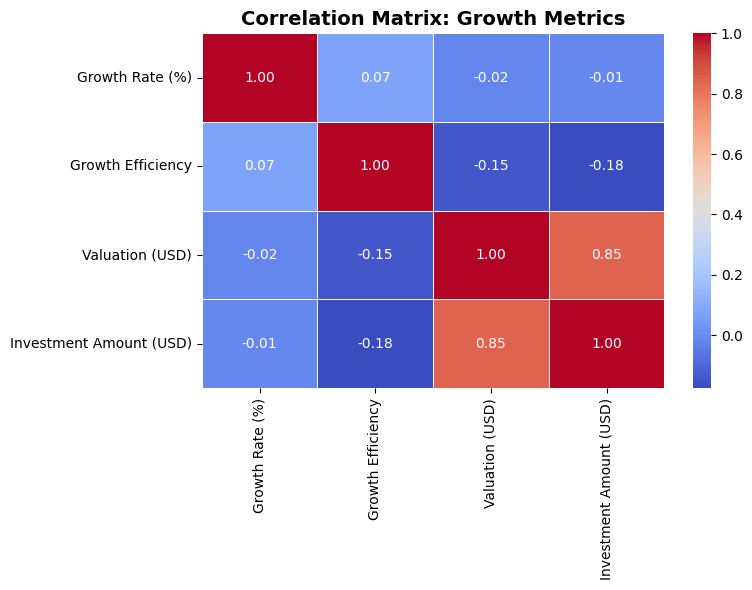 Correlation Matrix: Growth Metrics
Growth Rate (%) 1.00 0.07 -0.02 -0.01
Growth Efficiency 0.07 1.00 -0.15 -0.18
Valuation (USD) -0.02 -0.15 1.00 0.85
Investment Amount (USD) -0.01 -0.18 0.85 1.00
Growth Rate (%)
Growth Efficiency
Valuation (USD)
Investment Amount (USD)
1.0
0.8
0.6
0.4
0.2
0.0